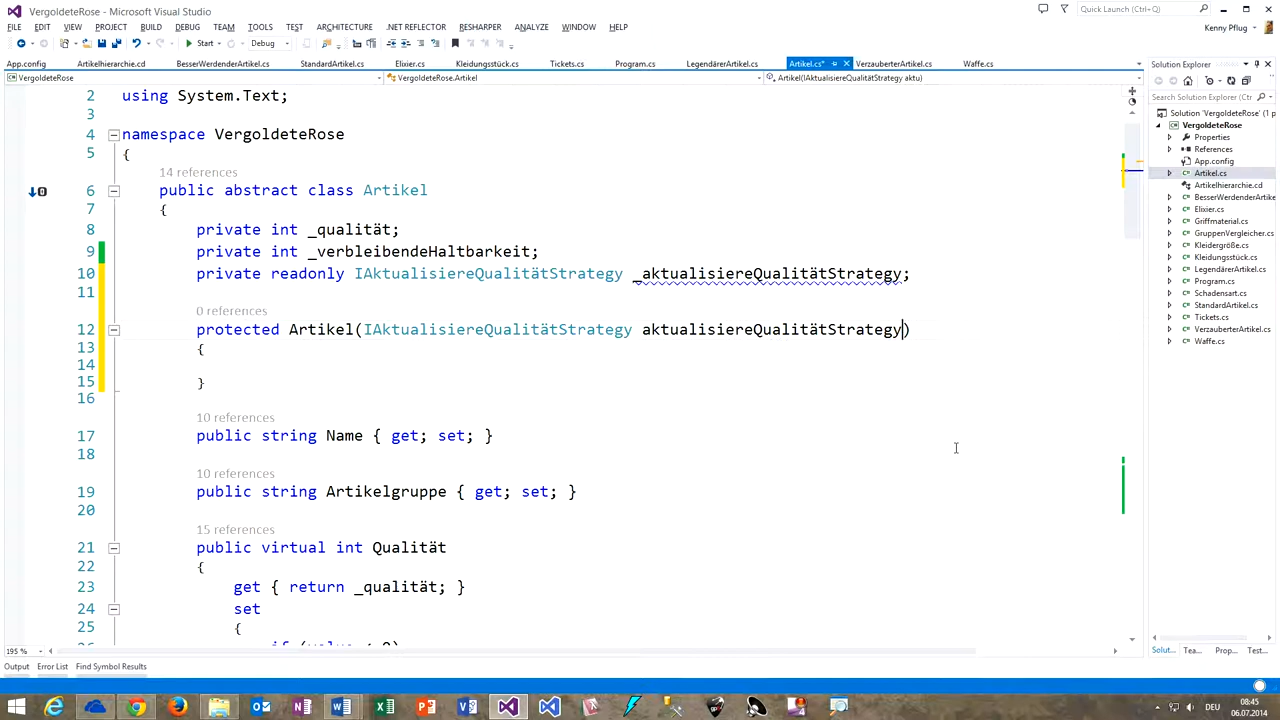 VergoldeteRose - Microsoft Visual Studio
Quick Launch (Ctrl+Q)
FILE EDIT VIEW PROJECT BUILD DEBUG TEAM TOOLS TEST ARCHITECTURE .NET REFLECTOR RESHARPER ANALYZE WINDOW HELP
Kenny Pflug
Start Debug
App.config Artikelhierarchie.cd BesserWerdenderArtikel.cs StandardArtikel.cs Elixier.cs Kleidungsstück.cs Tickets.cs Program.cs LegendärerArtikel.cs Artikel.cs* VerzauberterArtikel.cs Waffe.cs
VergoldeteRose VergoldeteRose.Artikel Artikel(IAktualisiereQualitätStrategy aktu)
2 using System.Text;
3
4 namespace VergoldeteRose
5 {
14 references
6 public abstract class Artikel
7 {
8 private int _qualität;
9 private int _verbleibendeHaltbarkeit;
10 private readonly IAktualisiereQualitätStrategy _aktualisiereQualitätStrategy;
11
0 references
12 protected Artikel(IAktualisiereQualitätStrategy aktualisiereQualitätStrategy)
13 {
14
15 }
16
10 references
17 public string Name { get; set; }
18
10 references
19 public string Artikelgruppe { get; set; }
20
15 references
21 public virtual int Qualität
22 {
23 get { return _qualität; }
24 set
25 {
195 %
Solution Explorer
Search Solution Explorer (Ctrl
Solution 'VergoldeteRose' (1 p
VergoldeteRose
Properties
References
App.config
Artikel.cs
Artikelhierarchie.cd
BesserWerdenderArtike
Elixier.cs
Griffmaterial.cs
GruppenVergleicher.cs
Kleidergröße.cs
Kleidungsstück.cs
LegendärerArtikel.cs
Program.cs
Schadensart.cs
StandardArtikel.cs
Tickets.cs
VerzauberterArtikel.cs
Waffe.cs
Solut... Tea... Prop... Test...
Output Error List Find Symbol Results
DEU
08:45
06.07.2014